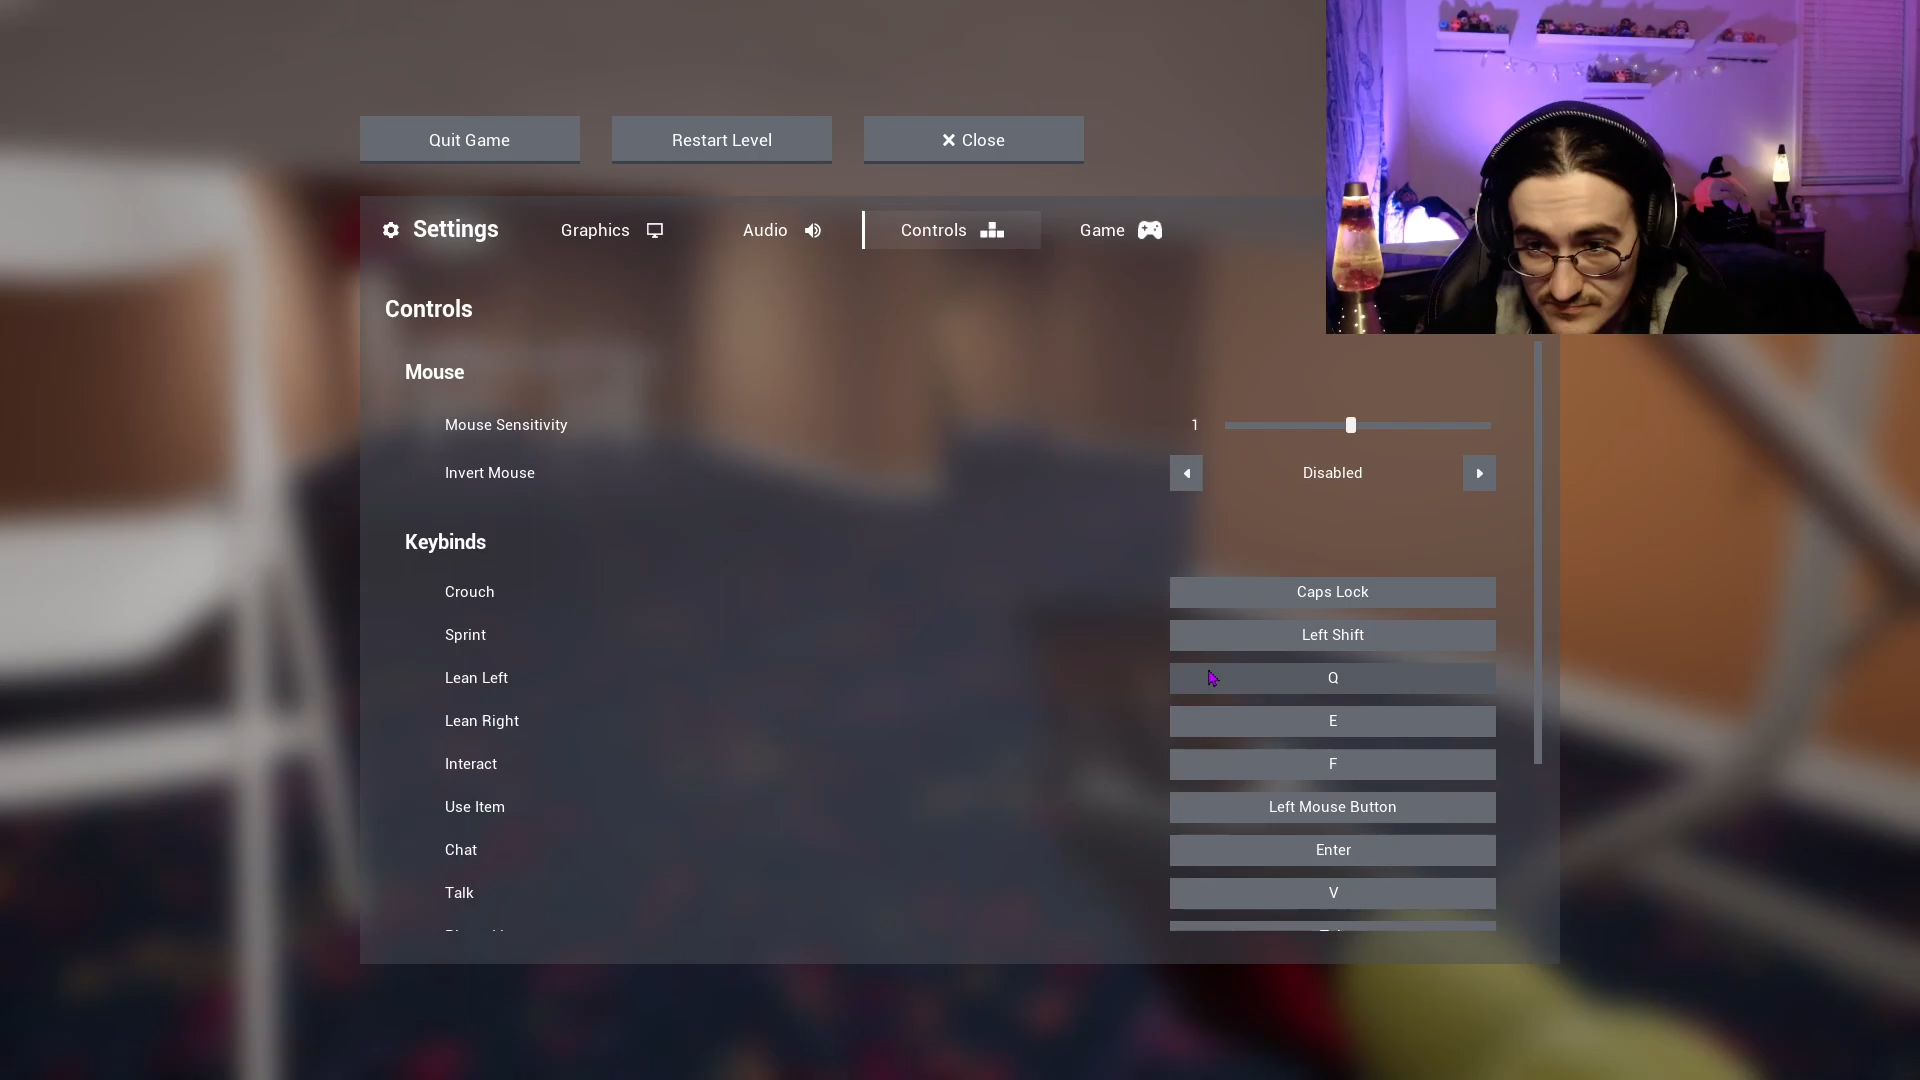 Quit Game
Restart Level
Close
Settings
Graphics
Audio
Controls
Game
Controls
Mouse
Mouse Sensitivity 1
Invert Mouse Disabled
Keybinds
Crouch Caps Lock
Sprint Left Shift
Lean Left Q
Lean Right E
Interact F
Use Item Left Mouse Button
Chat Enter
Talk V